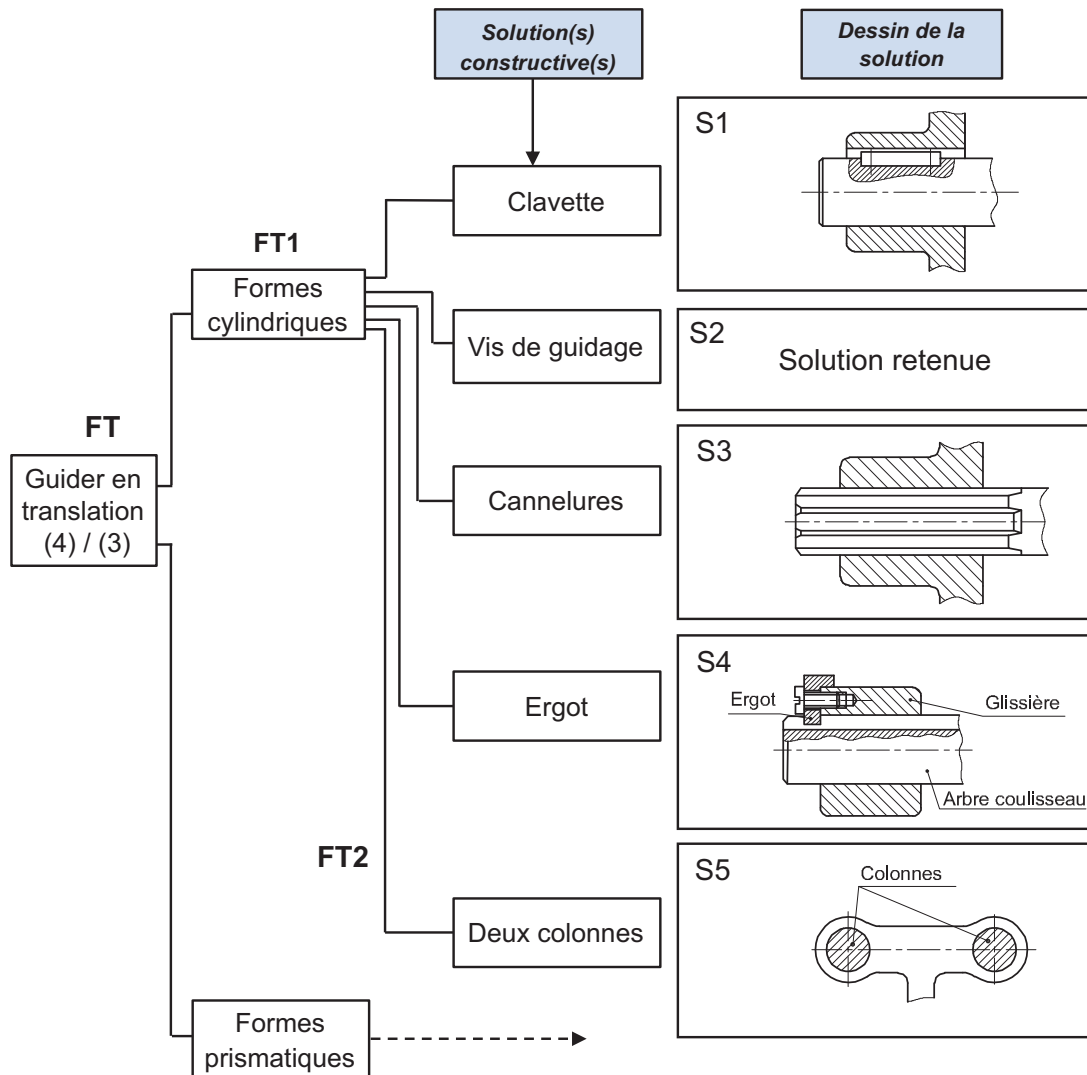 Solution(s)
constructive(s)
Dessin de la
solution
S1
Clavette
FT1
Formes
cylindriques
S2
Vis de guidage
Solution retenue
FT
Guider en
translation
(4) / (3)
S3
Cannelures
S4
Ergot
Ergot
Glissière
Arbre coulisseau
FT2
S5
Colonnes
Deux colonnes
Formes
prismatiques